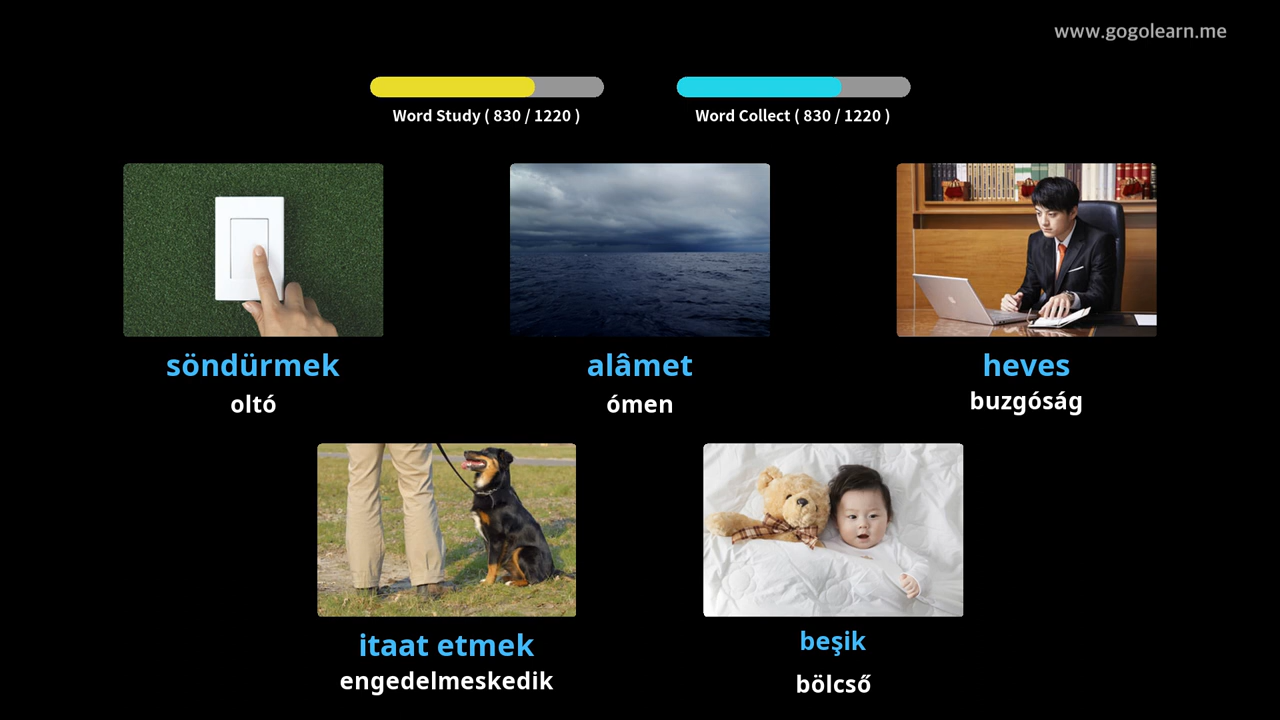 www.gogolearn.me
Word Study ( 830 / 1220 )
Word Collect ( 830 / 1220 )
söndürmek
oltó
alâmet
ómen
heves
buzgóság
itaat etmek
engedelmeskedik
beşik
bölcső